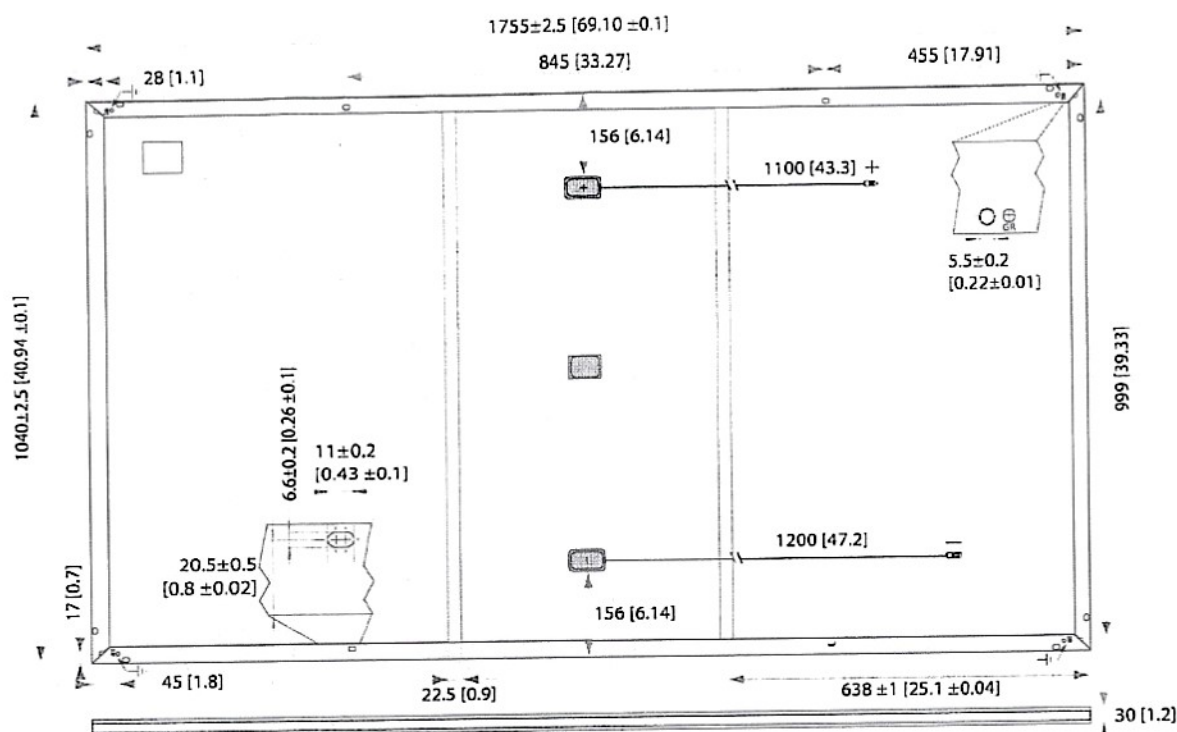 1755±2.5 [69.10 ±0.1]
28 [1.1]
845 [33.27]
455 [17.91]
156 [6.14]
1100 [43.3] +
+
GR
5.5±0.2
[0.22±0.01]
1040±2.5 [40.94 ±0.1]
999 [39.33]
6.6±0.2 [0.26 ±0.1]
11±0.2
[0.43 ±0.1]
20.5±0.5
[0.8 ±0.02]
1200 [47.2] −
17 [0.7]
156 [6.14]
45 [1.8]
22.5 [0.9]
638 ±1 [25.1 ±0.04]
30 [1.2]